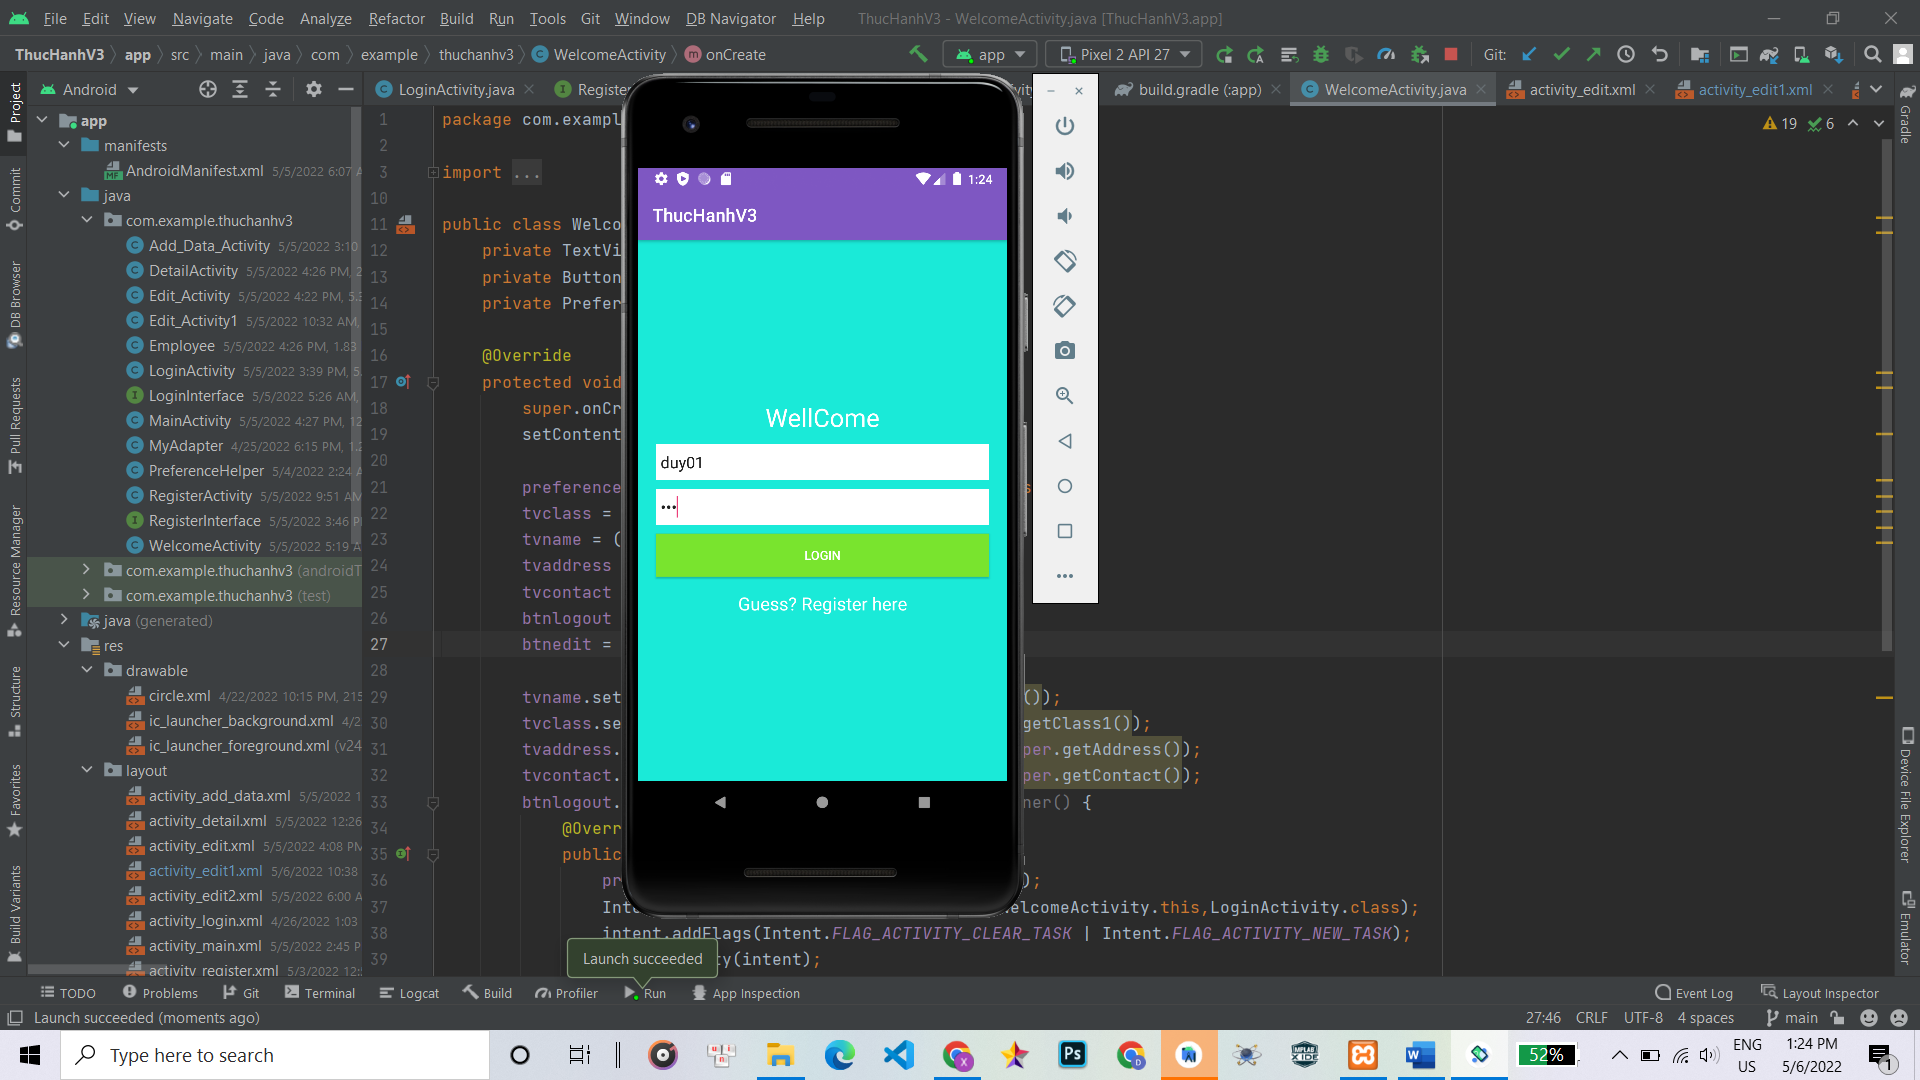 File Edit View Navigate Code Analyze Refactor Build Run Tools Git Window DB Navigator Help ThucHanhV3 - WelcomeActivity.java [ThucHanhV3.app]
ThucHanhV3 app src main java com example thuchanhv3 WelcomeActivity onCreate app Pixel 2 API 27 Git:
Android LoginActivity.java build.gradle (:app) WelcomeActivity.java activity_edit.xml activity_edit1.xml
19 6
Project
Commit
DB Browser
Pull Requests
Resource Manager
Structure
Favorites
Build Variants
app
manifests
AndroidManifest.xml 5/5/2022 6:07
java
com.example.thuchanhv3
Add_Data_Activity 5/5/2022 3:10
DetailActivity 5/5/2022 4:26 PM, 2
Edit_Activity 5/5/2022 4:22 PM, 5.3
Edit_Activity1 5/5/2022 10:32 AM,
Employee 5/5/2022 4:26 PM, 1.83
LoginActivity 5/5/2022 3:39 PM, 5.
LoginInterface 5/5/2022 5:26 AM,
MainActivity 5/5/2022 4:27 PM, 12
MyAdapter 4/25/2022 6:15 PM, 1.2
PreferenceHelper 5/4/2022 2:24
RegisterActivity 5/5/2022 9:51 AM
RegisterInterface 5/5/2022 3:46 P
WelcomeActivity 5/5/2022 5:19
com.example.thuchanhv3 (androidT
com.example.thuchanhv3 (test)
java (generated)
res
drawable
circle.xml 4/22/2022 10:15 PM, 215
ic_launcher_background.xml 4/2
ic_launcher_foreground.xml (v24
layout
activity_add_data.xml 5/5/2022 1
activity_detail.xml 5/5/2022 12:26
activity_edit.xml 5/5/2022 4:08 PM
activity_edit1.xml 5/6/2022 10:38
activity_edit2.xml 5/5/2022 6:00
activity_login.xml 4/26/2022 1:03
activity_main.xml 5/5/2022 2:45 P
activity_register.xml 5/3/2022 12:
1 package com.exampl
2
3 import ...
10
11 public class Welco
12 private TextVi
13 private Button
14 private Prefer
15
16 @Override
17 protected void
18 super.onCr
19 setContent
20
21 preference s
22 tvclass =
23 tvname = (
24 tvaddress
25 tvcontact
26 btnlogout
27 btnedit =
28
29 tvname.set ());
30 tvclass.se getClass1());
31 tvaddress. per.getAddress());
32 tvcontact. per.getContact());
33 btnlogout. ner() {
34 @Overr
35 public
36 pr );
37 Inte elcomeActivity.this,LoginActivity.class);
38 intent.addFlags(Intent.FLAG_ACTIVITY_CLEAR_TASK | Intent.FLAG_ACTIVITY_NEW_TASK);
39 ty(intent);
1:24
ThucHanhV3
WellCome
duy01
•••
LOGIN
Guess? Register here
Launch succeeded
Gradle
Device File Explorer
Emulator
TODO Problems Git Terminal Logcat Build Profiler Run App Inspection Event Log Layout Inspector
Launch succeeded (moments ago) 27:46 CRLF UTF-8 4 spaces main
Type here to search 52% ENG US 1:24 PM 5/6/2022 1